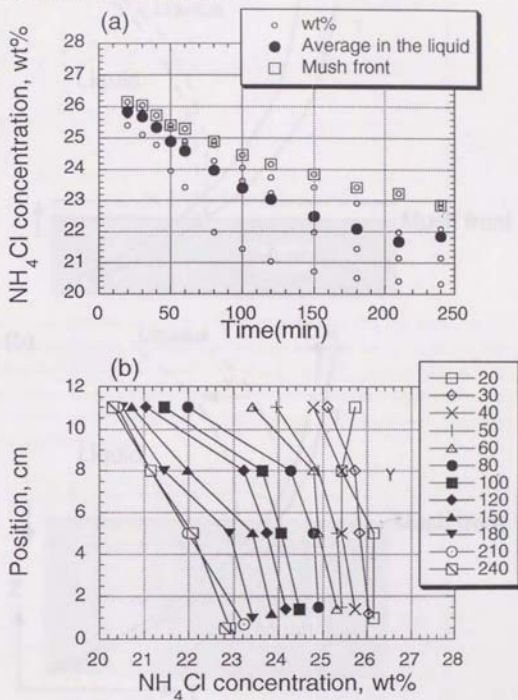 (a)
wt%
Average in the liquid
Mush front
NH4Cl concentration, wt%
28
27
26
25
24
23
22
21
20
0 50 100 150 200 250
Time(min)
Mush front
(b)
Position, cm
12
10
8
6
4
2
0
Y
20 21 22 23 24 25 26 27 28
NH4Cl concentration, wt%
20
30
40
50
60
80
100
120
150
180
210
240